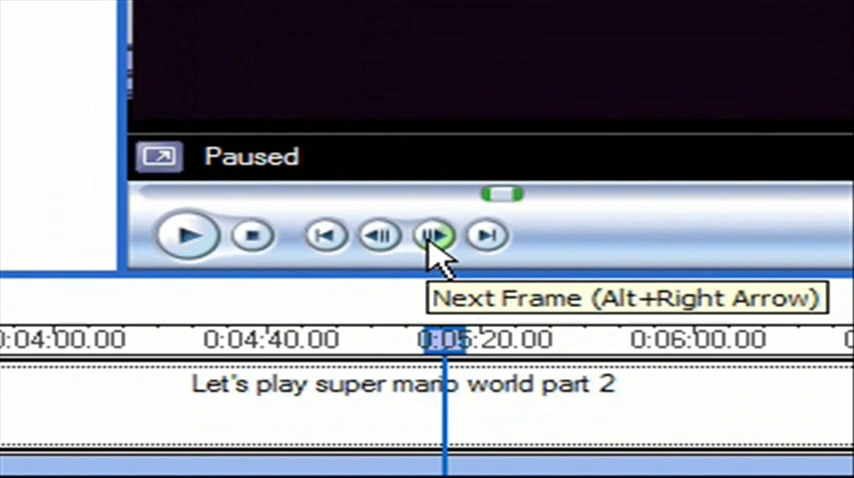 Paused
Next Frame (Alt+Right Arrow)
0:04:00.00 0:04:40.00 0:05:20.00 0:06:00.00
Let's play super mario world part 2